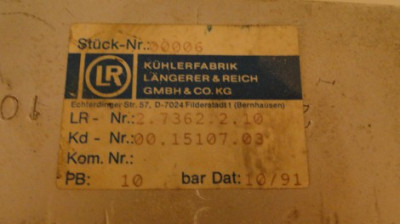 Stück-Nr.: 00006
LR
KÜHLERFABRIK
LÄNGERER & REICH
GMBH & CO. KG
Echterdinger Str. 57, D-7024 Filderstadt 1 (Bernhausen)
LR - Nr.: 2.7362.2.10
Kd - Nr.: 00.15107.03
Kom. Nr.:
PB: 10 bar Dat: 10/91